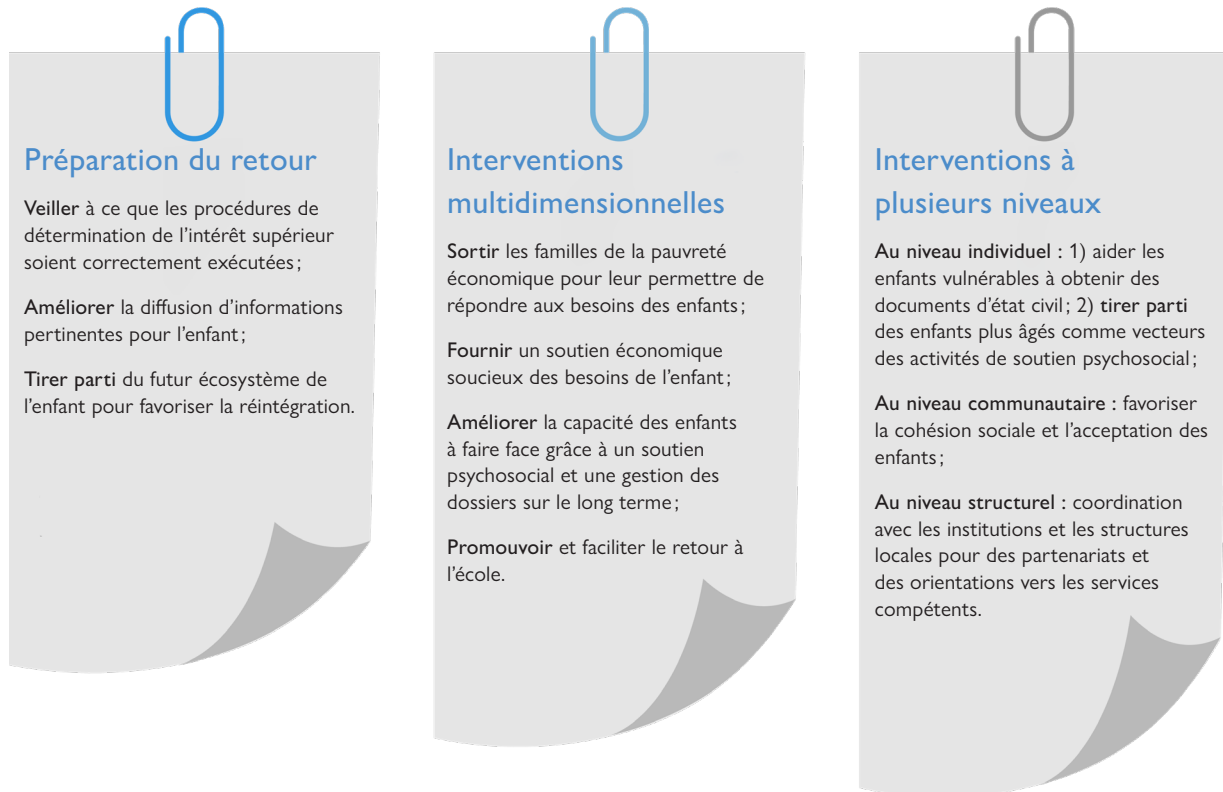 Préparation du retour
Veiller à ce que les procédures de
détermination de l’intérêt supérieur
soient correctement exécutées ;
Améliorer la diffusion d’informations
pertinentes pour l’enfant ;
Tirer parti du futur écosystème de
l’enfant pour favoriser la réintégration.
Interventions
multidimensionnelles
Sortir les familles de la pauvreté
économique pour leur permettre de
répondre aux besoins des enfants ;
Fournir un soutien économique
soucieux des besoins de l’enfant ;
Améliorer la capacité des enfants
à faire face grâce à un soutien
psychosocial et une gestion des
dossiers sur le long terme ;
Promouvoir et faciliter le retour à
l’école.
Interventions à
plusieurs niveaux
Au niveau individuel : 1) aider les
enfants vulnérables à obtenir des
documents d’état civil ; 2) tirer parti
des enfants plus âgés comme vecteurs
des activités de soutien psychosocial ;
Au niveau communautaire : favoriser
la cohésion sociale et l’acceptation des
enfants ;
Au niveau structurel : coordination
avec les institutions et les structures
locales pour des partenariats et
des orientations vers les services
compétents.